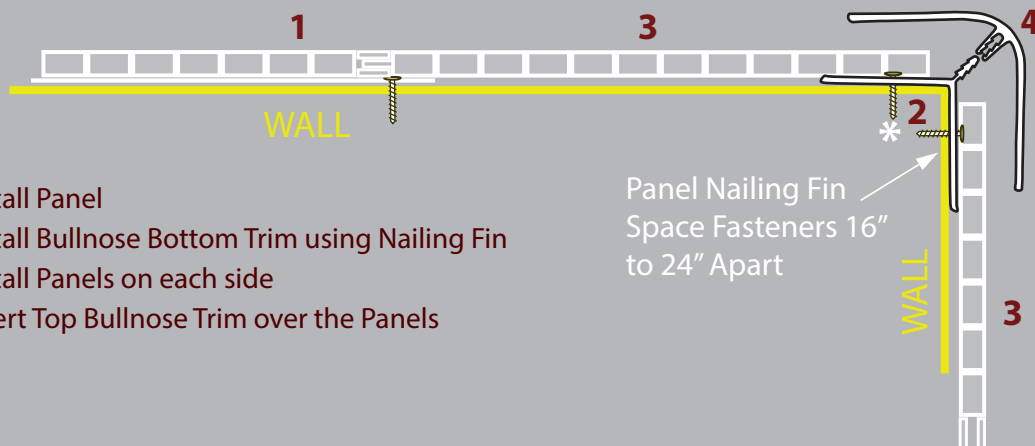 1
3
4
WALL
2
*
Panel Nailing Fin
Space Fasteners 16” to 24” Apart
WALL
3
tall Panel
tall Bullnose Bottom Trim using Nailing Fin
tall Panels on each side
ert Top Bullnose Trim over the Panels